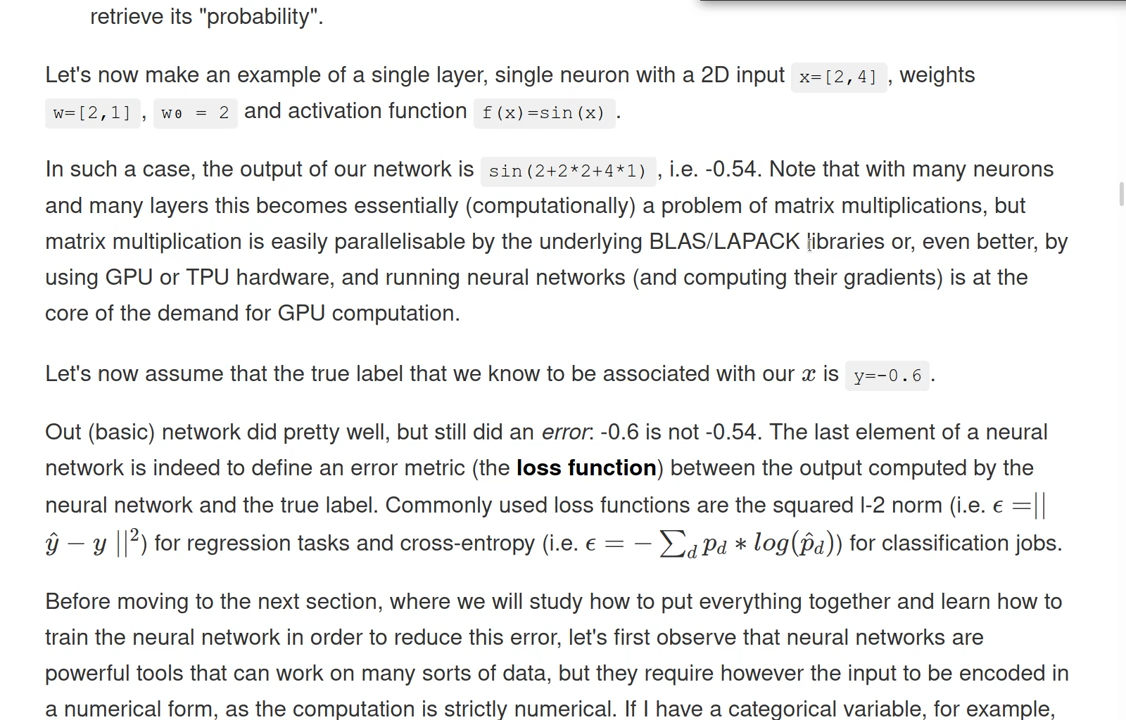 retrieve its "probability".
Let's now make an example of a single layer, single neuron with a 2D input x=[2,4] , weights
w=[2,1] , w₀ = 2 and activation function f(x)=sin(x) .
In such a case, the output of our network is sin(2+2*2+4*1) , i.e. -0.54. Note that with many neurons
and many layers this becomes essentially (computationally) a problem of matrix multiplications, but
matrix multiplication is easily parallelisable by the underlying BLAS/LAPACK libraries or, even better, by
using GPU or TPU hardware, and running neural networks (and computing their gradients) is at the
core of the demand for GPU computation.
Let's now assume that the true label that we know to be associated with our x is y=-0.6 .
Out (basic) network did pretty well, but still did an error: -0.6 is not -0.54. The last element of a neural
network is indeed to define an error metric (the loss function) between the output computed by the
neural network and the true label. Commonly used loss functions are the squared l-2 norm (i.e. ϵ =||
ŷ − y ||²) for regression tasks and cross-entropy (i.e. ϵ = − ∑_d p_d * log(p̂_d)) for classification jobs.
Before moving to the next section, where we will study how to put everything together and learn how to
train the neural network in order to reduce this error, let's first observe that neural networks are
powerful tools that can work on many sorts of data, but they require however the input to be encoded in
a numerical form, as the computation is strictly numerical. If I have a categorical variable, for example,